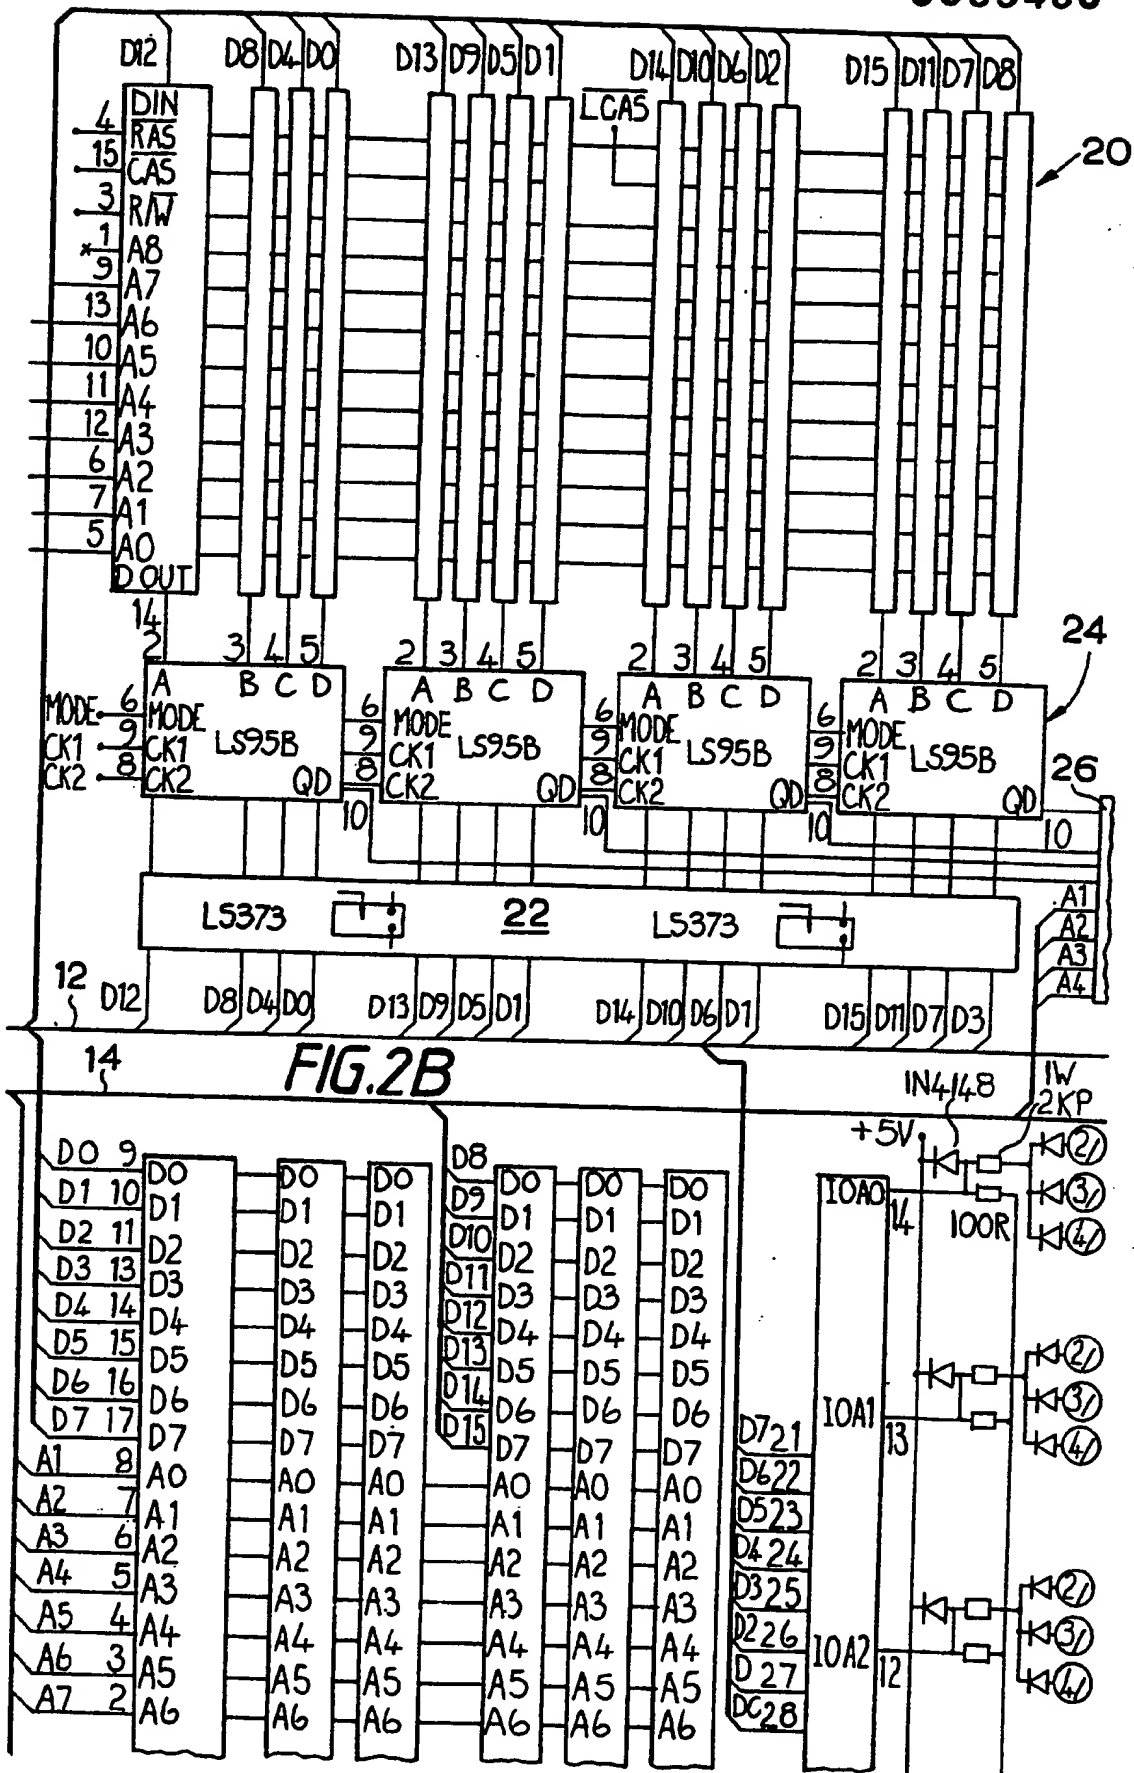 D12 D8 D4 D0 D13 D9 D5 D1 D14 D10 D6 D2 D15 D11 D7 D8
LCAS
20
DIN
4 RAS
15 CAS
3 R/W
x 1 A8
9 A7
13 A6
10 A5
11 A4
12 A3
6 A2
7 A1
5 A0
D OUT
14
2 3 4 5 2 3 4 5 2 3 4 5 2 3 4 5
24
A B C D A B C D A B C D A B C D
MODE 6 MODE 6 MODE 6 MODE 6 MODE
CK1 9 CK1 LS95B 9 CK1 LS95B 9 CK1 LS95B 9 CK1 LS95B
CK2 8 CK2 QD 8 CK2 QD 8 CK2 QD 8 CK2 QD
10 10 10 10
26
A1
A2
A3
A4
LS373 22 LS373
12
D12 D8 D4 D0 D13 D9 D5 D1 D14 D10 D6 D1 D15 D11 D7 D3
FIG.2B
14
IN4148 1W
2KP
+5V
D0 9 D0 D0 D0 D8 D0 D0 D0
D1 10 D1 D1 D1 D9 D1 D1 D1
D2 11 D2 D2 D2 D10 D2 D2 D2
D3 13 D3 D3 D3 D11 D3 D3 D3
D4 14 D4 D4 D4 D12 D4 D4 D4
D5 15 D5 D5 D5 D13 D5 D5 D5
D6 16 D6 D6 D6 D14 D6 D6 D6
D7 17 D7 D7 D7 D15 D7 D7 D7
A1 8 A0 A0 A0 A0 A0 A0
A2 7 A1 A1 A1 A1 A1 A1
A3 6 A2 A2 A2 A2 A2 A2
A4 5 A3 A3 A3 A3 A3 A3
A5 4 A4 A4 A4 A4 A4 A4
A6 3 A5 A5 A5 A5 A5 A5
A7 2 A6 A6 A6 A6 A6 A6
IOA0 14 100R
2/
3/
4/
IOA1 13
2/
3/
4/
D7 21
D6 22
D5 23
D4 24
D3 25
D2 26
D 27
DC 28
IOA2 12
2/
3/
4/